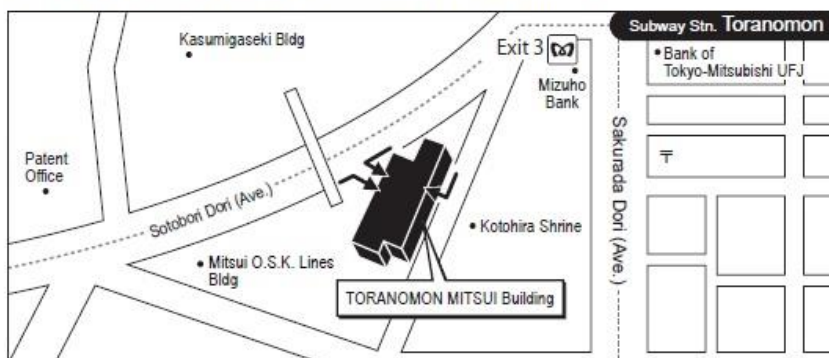 Subway Stn. Toranomon
Kasumigaseki Bldg
Exit 3
Bank of
Tokyo-Mitsubishi UFJ
Mizuho
Bank
Patent
Office
〒
Sakurada Dori (Ave.)
Sotobori Dori (Ave.)
Kotohira Shrine
Mitsui O.S.K. Lines
Bldg
TORANOMON MITSUI Building